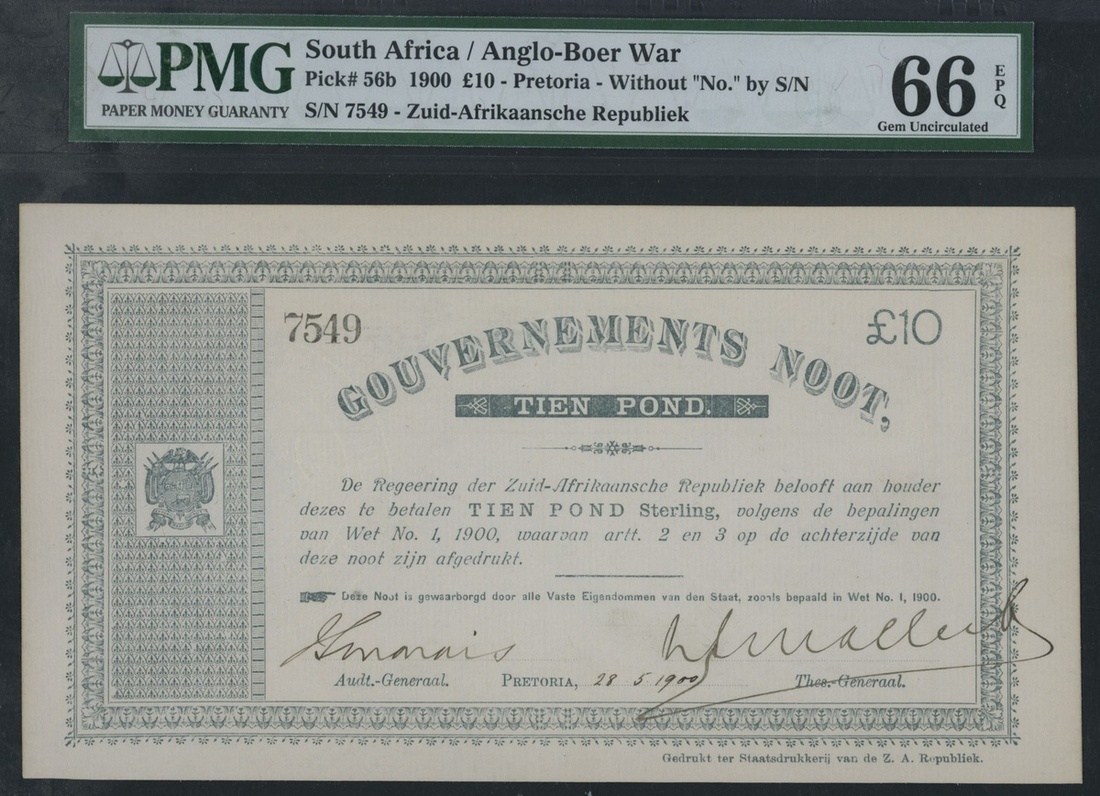 PMG
PAPER MONEY GUARANTY
South Africa / Anglo-Boer War
Pick# 56b 1900 £10 - Pretoria - Without "No." by S/N
S/N 7549 - Zuid-Afrikaansche Republiek
66 EPQ
Gem Uncirculated
7549
£10
GOUVERNEMENTS NOOT,
TIEN POND.
De Regeering der Zuid-Afrikaansche Republiek belooft aan houder
dezes te betalen TIEN POND Sterling, volgens de bepalingen
van Wet No. 1, 1900, waarvan artt. 2 en 3 op de achterzijde van
deze noot zijn afgedrukt.
Deze Noot is gewaarborgd door alle Vaste Eigendommen van den Staat, zooals bepaald in Wet No. 1, 1900.
Audt.-Generaal.
PRETORIA, 28 5 1900
Thes.-Generaal.
Gedrukt ter Staatsdrukkerij van de Z. A. Republiek.